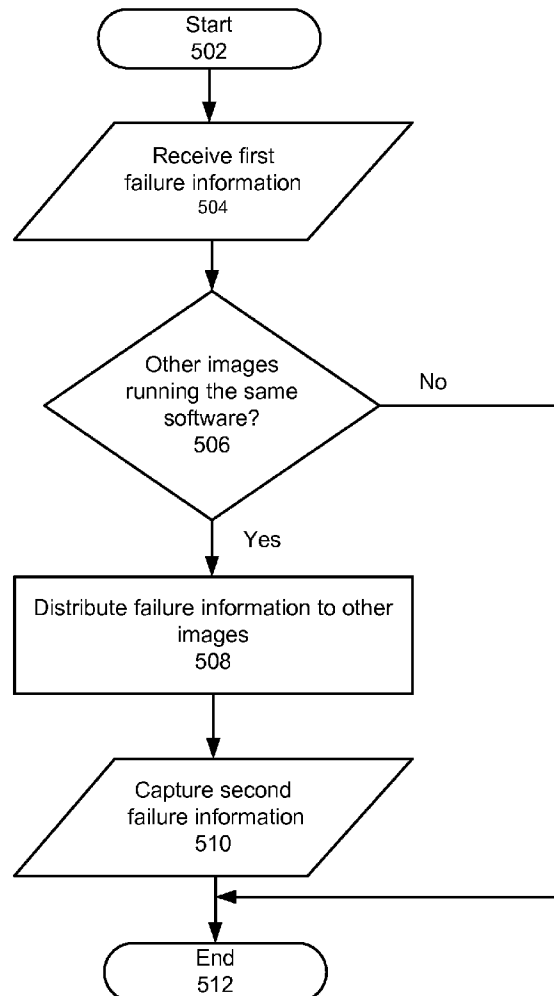 Start
502
Receive first
failure information
504
Other images
running the same
software?
506
No
Yes
Distribute failure information to other
images
508
Capture second
failure information
510
End
512